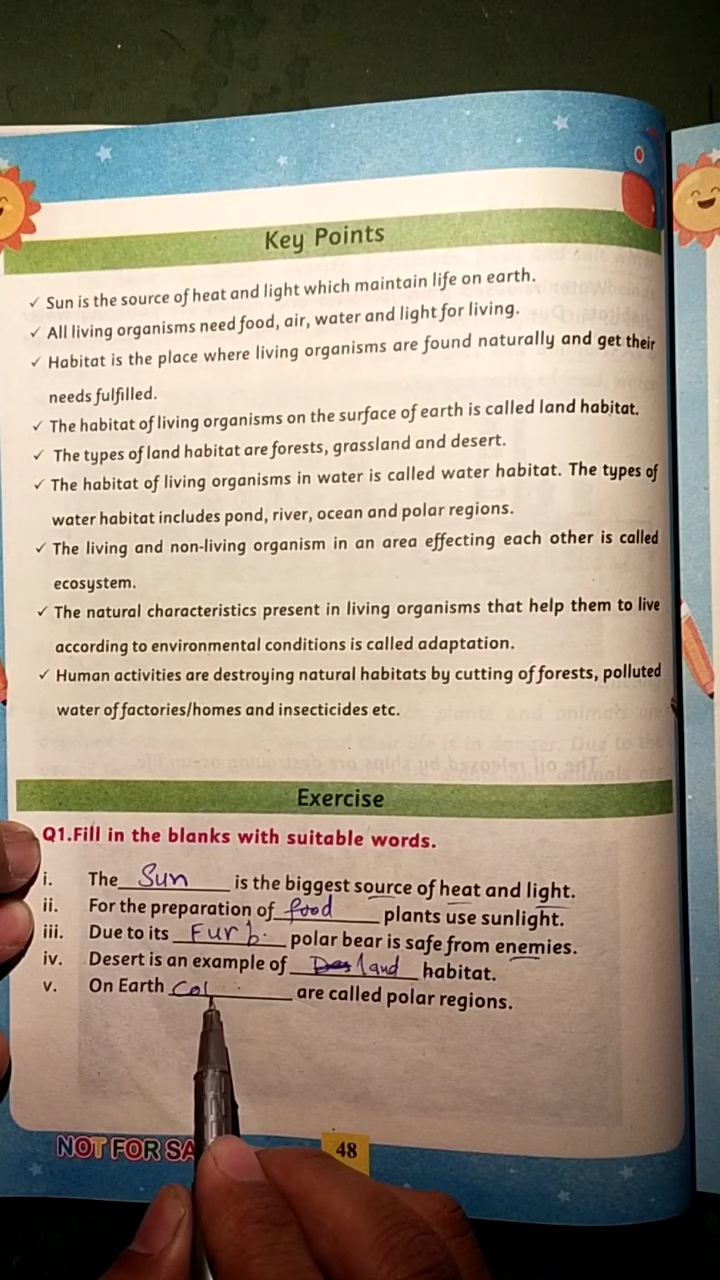 Key Points
✓ Sun is the source of heat and light which maintain life on earth.
✓ All living organisms need food, air, water and light for living.
✓ Habitat is the place where living organisms are found naturally and get their
needs fulfilled.
✓ The habitat of living organisms on the surface of earth is called land habitat.
✓ The types of land habitat are forests, grassland and desert.
✓ The habitat of living organisms in water is called water habitat. The types of
water habitat includes pond, river, ocean and polar regions.
✓ The living and non-living organism in an area effecting each other is called
ecosystem.
✓ The natural characteristics present in living organisms that help them to live
according to environmental conditions is called adaptation.
✓ Human activities are destroying natural habitats by cutting of forests, polluted
water of factories/homes and insecticides etc.
Exercise
Q1.Fill in the blanks with suitable words.
i. The Sun is the biggest source of heat and light.
ii. For the preparation of food plants use sunlight.
iii. Due to its Fur polar bear is safe from enemies.
iv. Desert is an example of land habitat.
v. On Earth Col are called polar regions.
NOT FOR SA
48